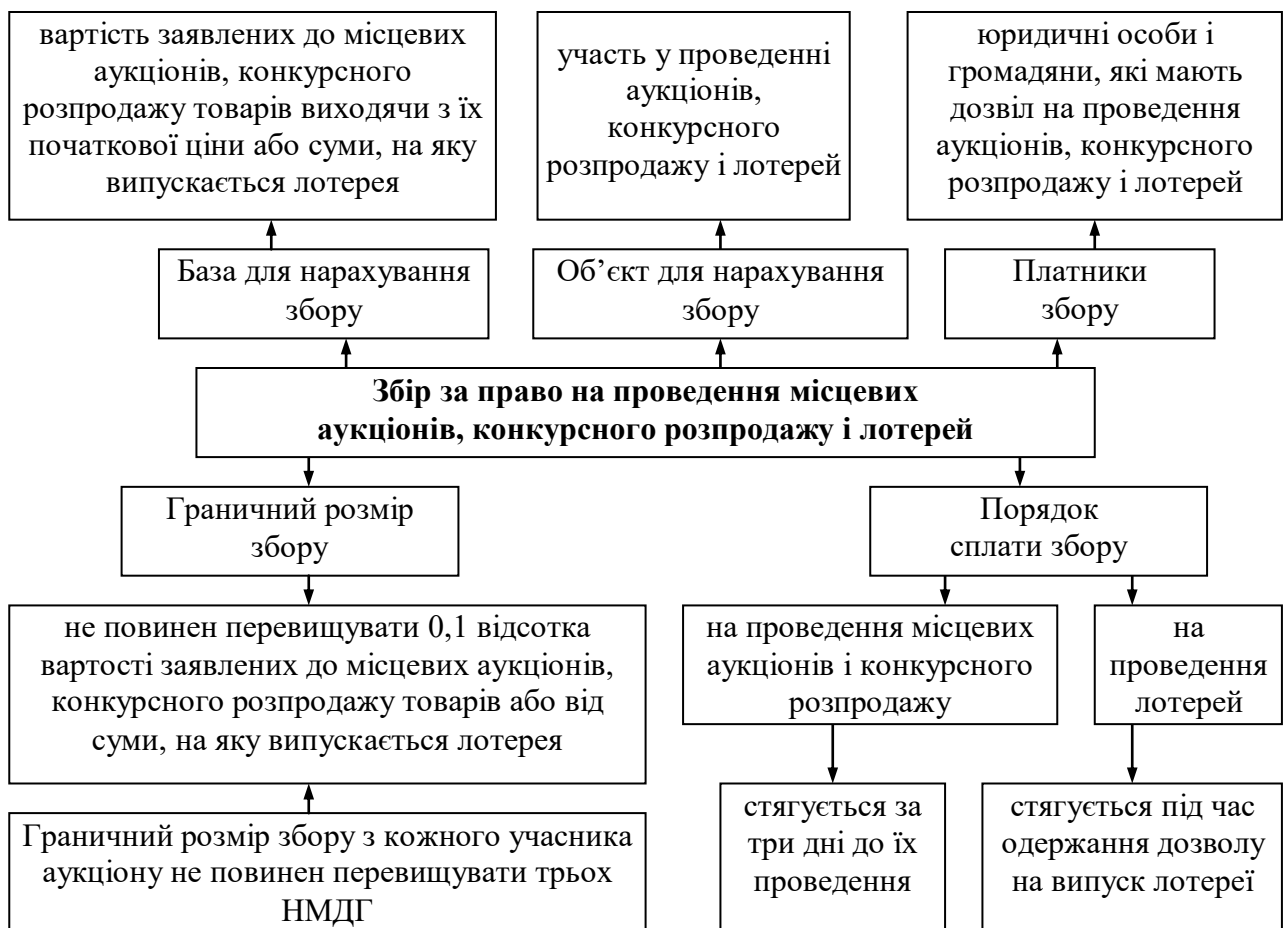 вартість заявлених до місцевих
аукціонів, конкурсного
розпродажу товарів виходячи з їх
початкової ціни або суми, на яку
випускається лотерея
участь у проведенні
аукціонів,
конкурсного
розпродажу і лотерей
юридичні особи і
громадяни, які мають
дозвіл на проведення
аукціонів, конкурсного
розпродажу і лотерей
База для нарахування
збору
Об’єкт для нарахування
збору
Платники
збору
Збір за право на проведення місцевих
аукціонів, конкурсного розпродажу і лотерей
Граничний розмір
збору
Порядок
сплати збору
не повинен перевищувати 0,1 відсотка
вартості заявлених до місцевих аукціонів,
конкурсного розпродажу товарів або від
суми, на яку випускається лотерея
на проведення місцевих
аукціонів і конкурсного
розпродажу
на
проведення
лотерей
Граничний розмір збору з кожного учасника
аукціону не повинен перевищувати трьох
НМДГ
стягується за
три дні до їх
проведення
стягується під час
одержання дозволу
на випуск лотереї